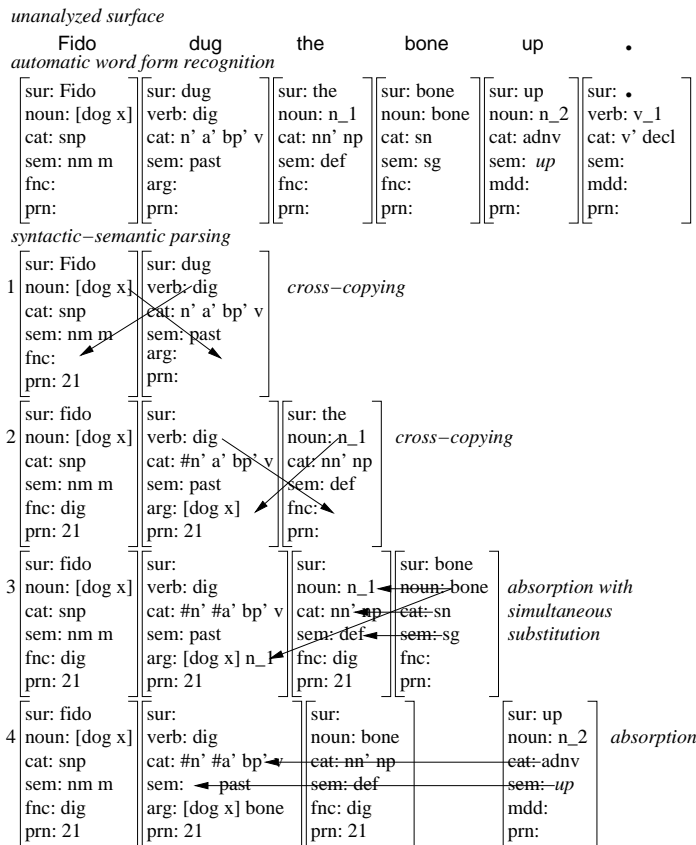 unanalyzed surface
Fido dug the bone up .
automatic word form recognition
sur: Fido sur: dug sur: the sur: bone sur: up sur: .
noun: [dog x] verb: dig noun: n_1 noun: bone noun: n_2 verb: v_1
cat: snp cat: n' a' bp' v cat: nn' np cat: sn cat: adnv cat: v' decl
sem: nm m sem: past sem: def sem: sg sem: up sem:
fnc: arg: fnc: fnc: mdd: mdd:
prn: prn: prn: prn: prn: prn:
syntactic−semantic parsing
sur: Fido sur: dug
1 noun: [dog x] verb: dig cross−copying
cat: snp cat: n' a' bp' v
sem: nm m sem: past
fnc: arg:
prn: 21 prn:
sur: fido sur: sur: the
2 noun: [dog x] verb: dig noun: n_1 cross−copying
cat: snp cat: #n' a' bp' v cat: nn' np
sem: nm m sem: past sem: def
fnc: dig arg: [dog x] fnc:
prn: 21 prn: 21 prn:
sur: fido sur: sur: sur: bone
3 noun: [dog x] verb: dig noun: n_1 noun: bone absorption with
cat: snp cat: #n' #a' bp' v cat: nn' np cat: sn simultaneous
sem: nm m sem: past sem: def sem: sg substitution
fnc: dig arg: [dog x] n_1 fnc: dig fnc:
prn: 21 prn: 21 prn: 21 prn:
sur: fido sur: sur: sur: up
4 noun: [dog x] verb: dig noun: bone noun: n_2 absorption
cat: snp cat: #n' #a' bp' v cat: nn' np cat: adnv
sem: nm m sem: past sem: def sem: up
fnc: dig arg: [dog x] bone fnc: dig mdd:
prn: 21 prn: 21 prn: 21 prn: